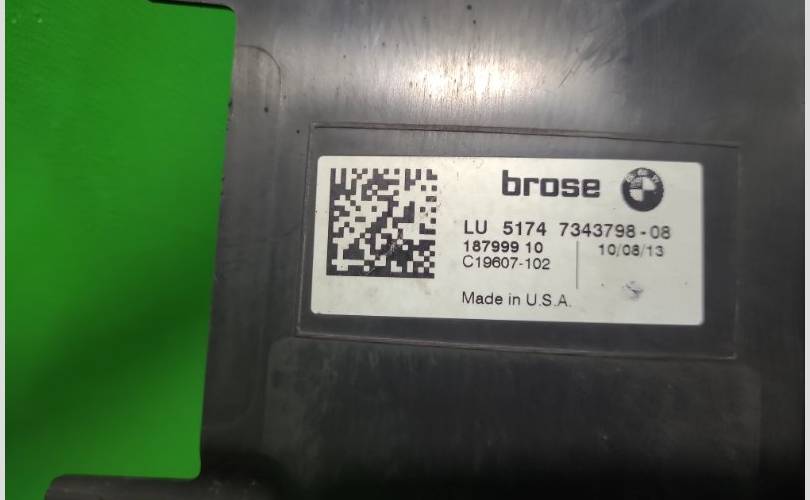 brose
LU 5174 7343798-08
187999 10
10/08/13
C19607-102
Made in U.S.A.